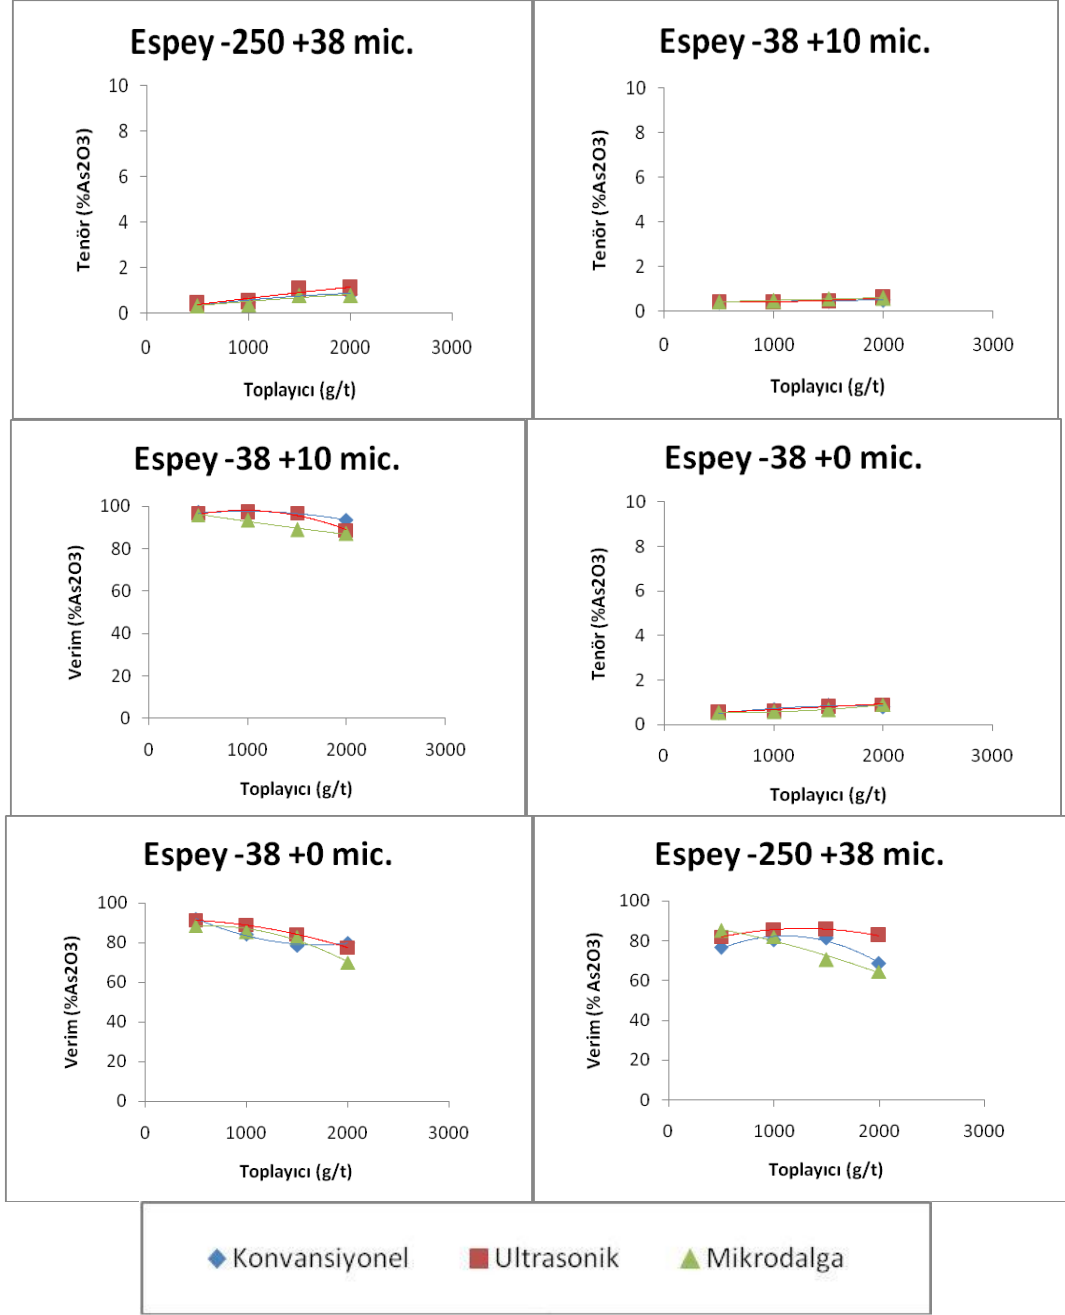 Espey -250 +38 mic.
Tenör (%As2O3)
10
8
6
4
2
0
0 1000 2000 3000
Toplayıcı (g/t)
Espey -38 +10 mic.
Tenör (%As2O3)
10
8
6
4
2
0
0 1000 2000 3000
Toplayıcı (g/t)
Espey -38 +10 mic.
Verim (%As2O3)
100
80
60
40
20
0
0 1000 2000 3000
Toplayıcı (g/t)
Espey -38 +0 mic.
Tenör (%As2O3)
10
8
6
4
2
0
0 1000 2000 3000
Toplayıcı (g/t)
Espey -38 +0 mic.
Verim (%As2O3)
100
80
60
40
20
0
0 1000 2000 3000
Toplayıcı (g/t)
Espey -250 +38 mic.
Verim (% As2O3)
100
80
60
40
20
0
0 1000 2000 3000
Toplayıcı (g/t)
Konvansiyonel Ultrasonik Mikrodalga